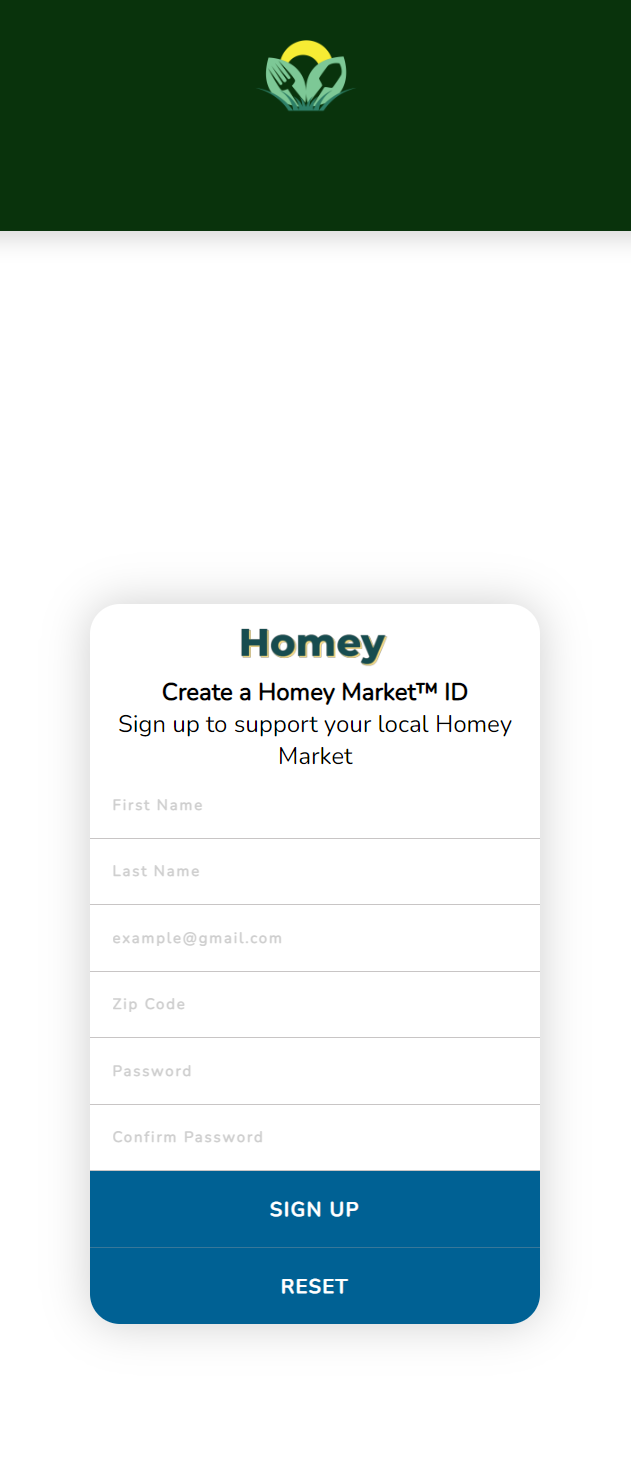 Homey
Create a Homey Market™ ID
Sign up to support your local Homey
Market
First Name
Last Name
example@gmail.com
Zip Code
Password
Confirm Password
SIGN UP
RESET